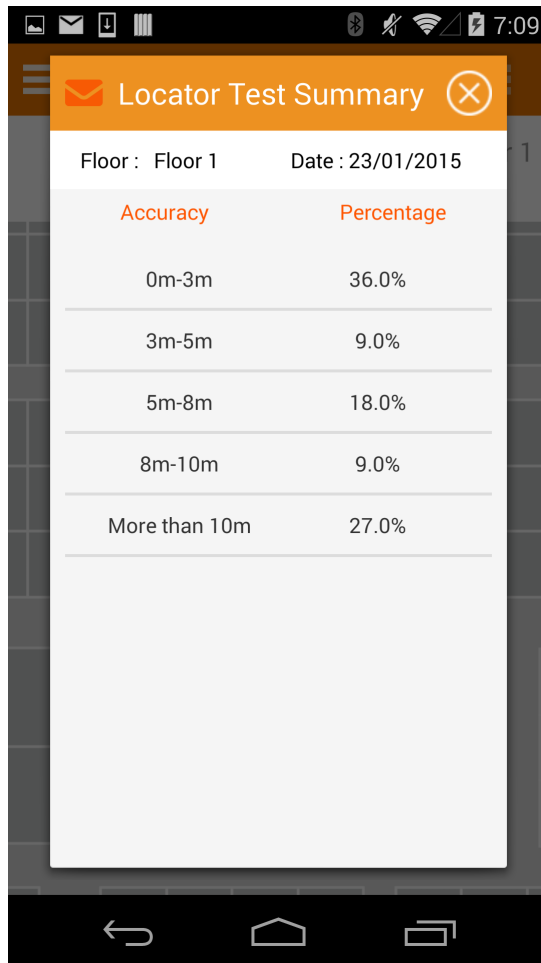 7:09
Locator Test Summary
Floor : Floor 1 Date : 23/01/2015
1
Accuracy Percentage
0m-3m 36.0%
3m-5m 9.0%
5m-8m 18.0%
8m-10m 9.0%
More than 10m 27.0%